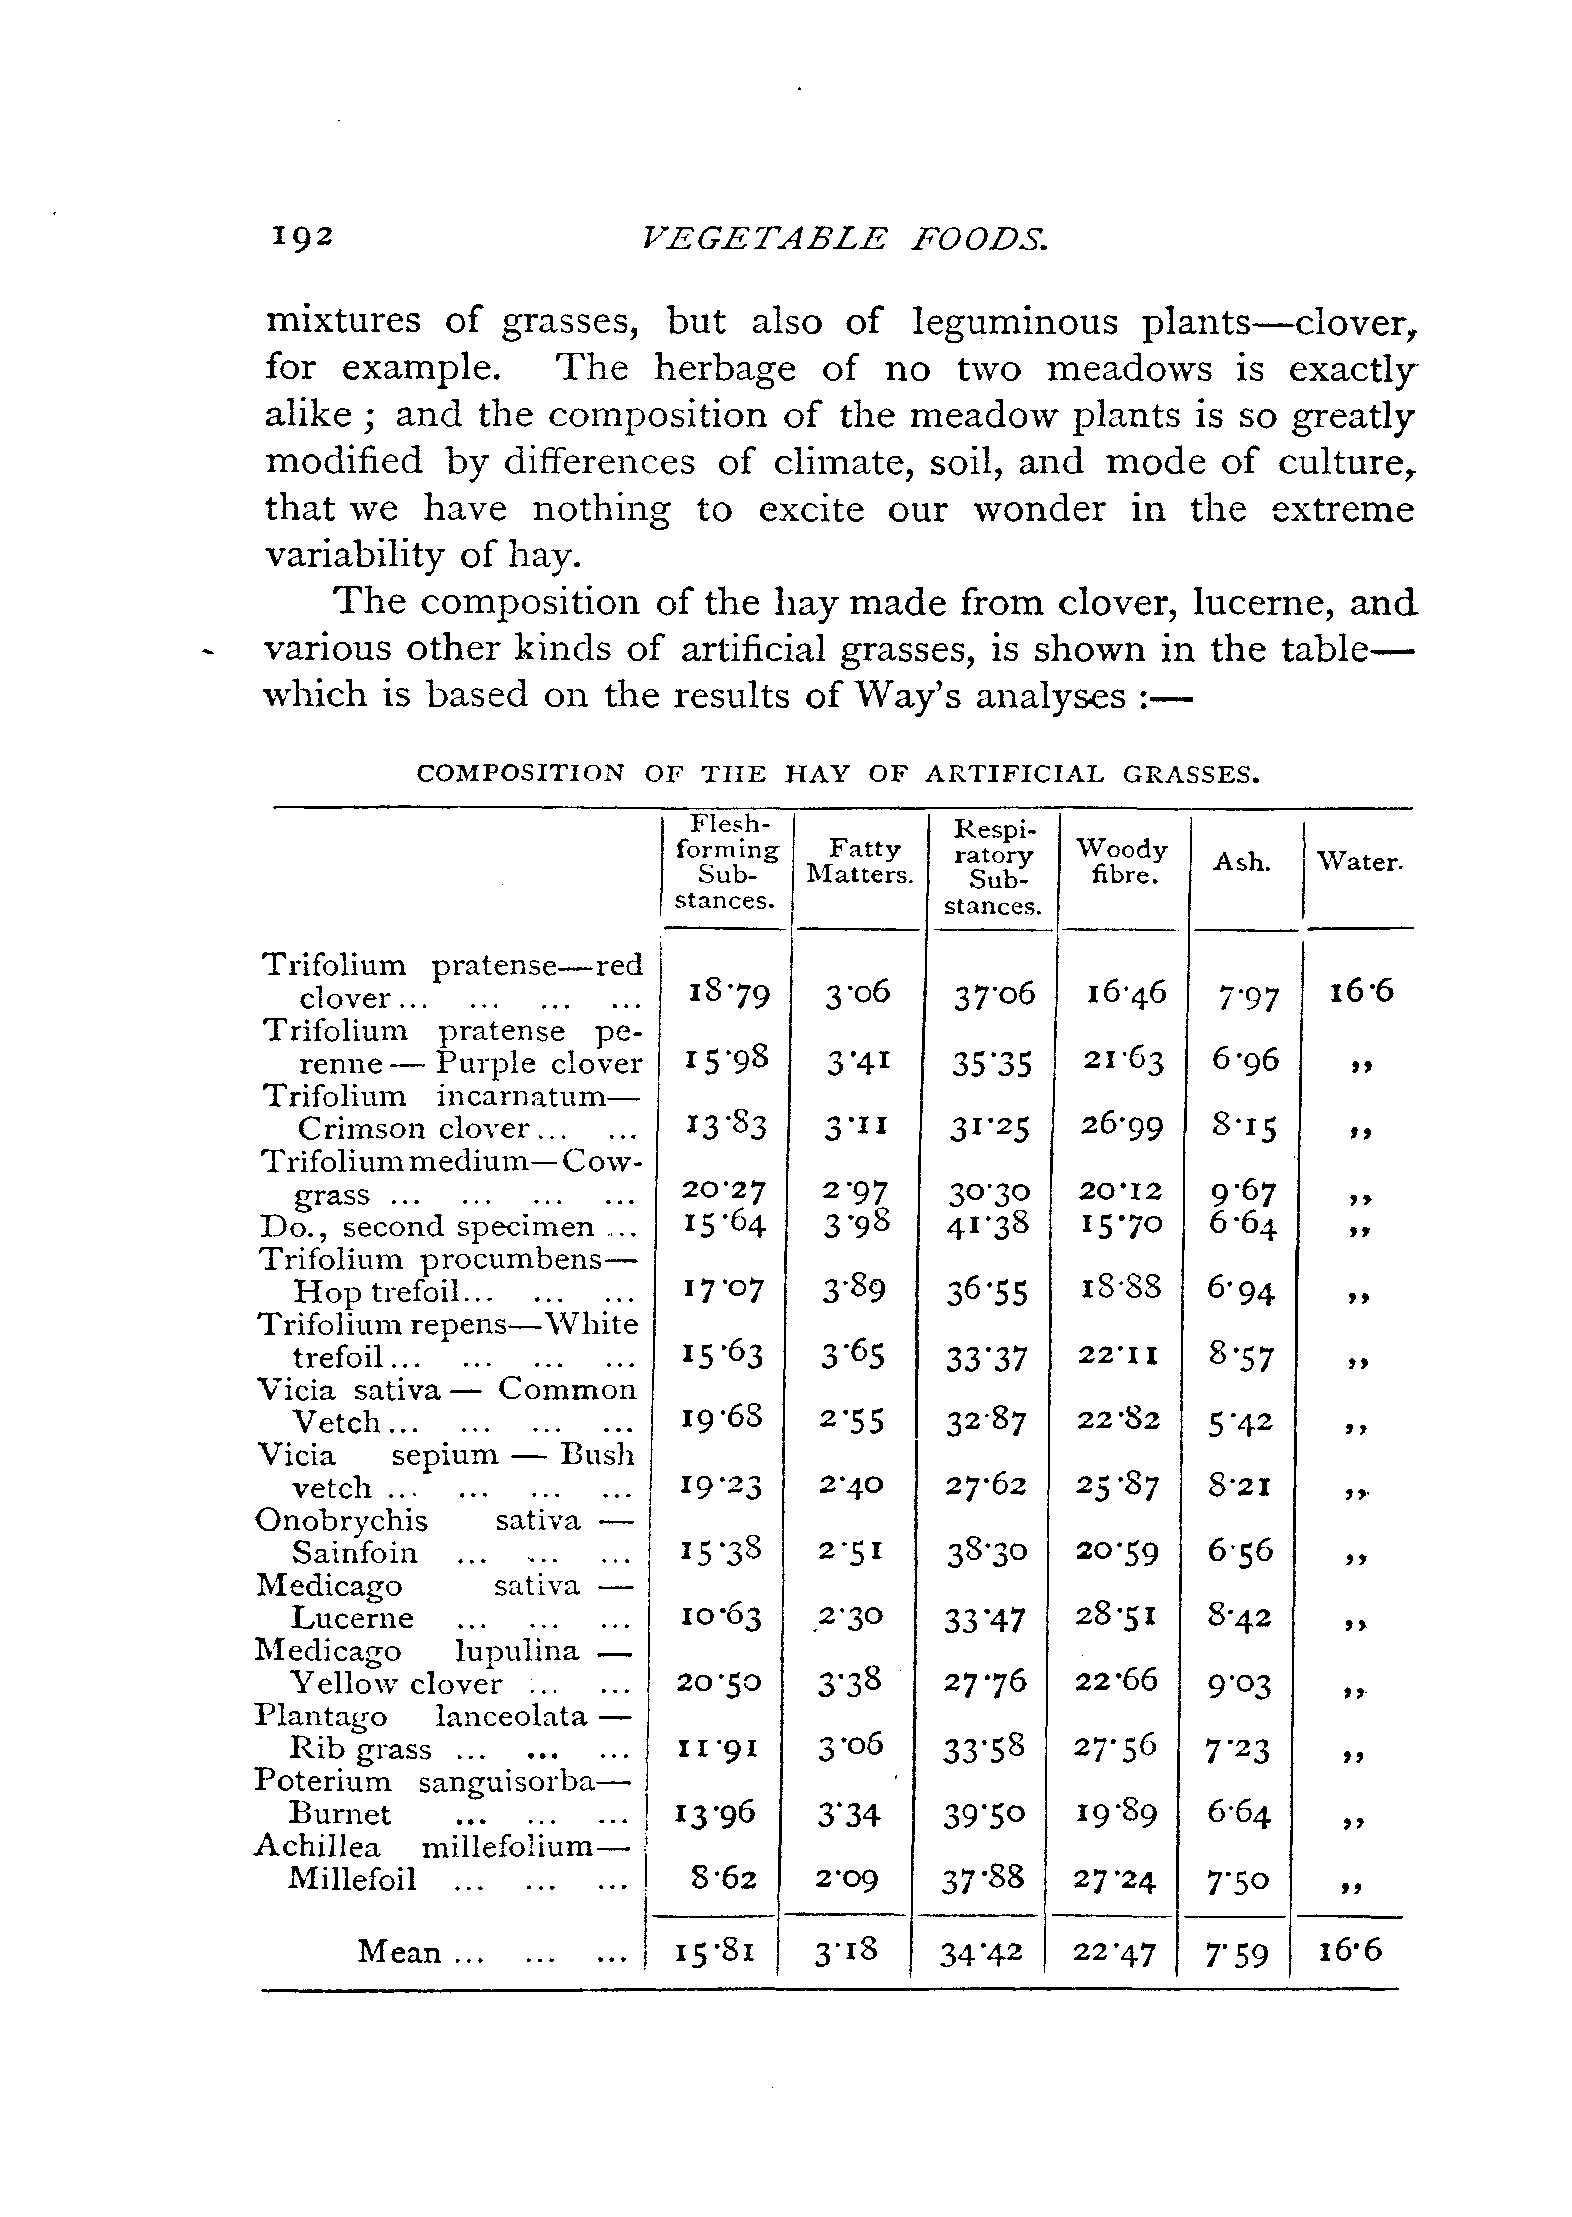 192 VEGETABLE FOODS.
mixtures of grasses, but also of leguminous plants—clover,
for example. The herbage of no two meadows is exactly
alike ; and the composition of the meadow plants is so greatly
modified by differences of climate, soil, and mode of culture,
that we have nothing to excite our wonder in the extreme
variability of hay.
The composition of the hay made from clover, lucerne, and
various other kinds of artificial grasses, is shown in the table—
which is based on the results of Way's analyses :—
COMPOSITION OF THE HAY OF ARTIFICIAL GRASSES.
Flesh-forming Sub-stances. Fatty Matters. Respi-ratory Sub-stances. Woody fibre. Ash. Water.
Trifolium pratense—red
clover... ... ... ... 18·79 3·06 37·06 16·46 7·97 16·6
Trifolium pratense pe-
renne — Purple clover 15·98 3·41 35·35 21·63 6·96 ,,
Trifolium incarnatum—
Crimson clover... ... 13·83 3·11 31·25 26·99 8·15 ,,
Trifolium medium—Cow-
grass ... ... ... ... 20·27 2·97 30·30 20·12 9·67 ,,
Do., second specimen ... 15·64 3·98 41·38 15·70 6·64 ,,
Trifolium procumbens—
Hop trefoil... ... ... 17·07 3·89 36·55 18·88 6·94 ,,
Trifolium repens—White
trefoil... ... ... ... 15·63 3·65 33·37 22·11 8·57 ,,
Vicia sativa — Common
Vetch... ... ... ... 19·68 2·55 32·87 22·82 5·42 ,,
Vicia sepium — Bush
vetch ... ... ... ... 19·23 2·40 27·62 25·87 8·21 ,,
Onobrychis sativa —
Sainfoin ... ... ... 15·38 2·51 38·30 20·59 6·56 ,,
Medicago sativa —
Lucerne ... ... ... 10·63 2·30 33·47 28·51 8·42 ,,
Medicago lupulina —
Yellow clover ... ... 20·50 3·38 27·76 22·66 9·03 ,,
Plantago lanceolata —
Rib grass ... ... ... 11·91 3·06 33·58 27·56 7·23 ,,
Poterium sanguisorba—
Burnet ... ... ... 13·96 3·34 39·50 19·89 6·64 ,,
Achillea millefolium—
Millefoil ... ... ... 8·62 2·09 37·88 27·24 7·50 ,,
Mean ... ... ... 15·81 3·18 34·42 22·47 7·59 16·6